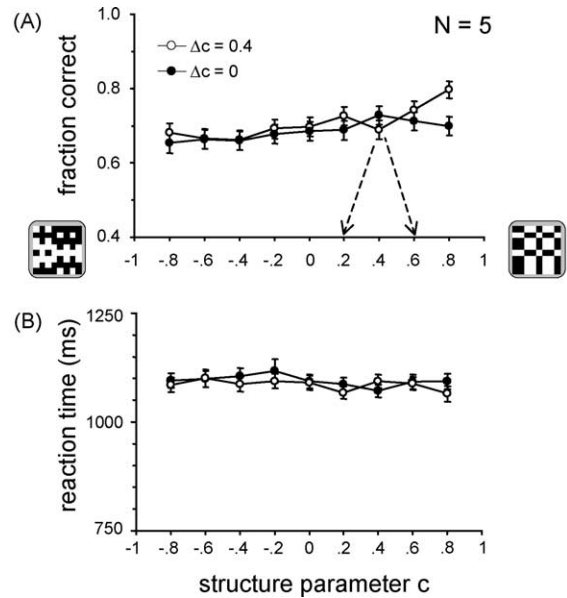 (A)
N = 5
Δc = 0.4
Δc = 0
fraction correct
1.0
0.8
0.6
0.4
-1 -.8 -.6 -.4 -.2 0 .2 .4 .6 .8 1
(B)
reaction time (ms)
1250
1000
750
-1 -.8 -.6 -.4 -.2 0 .2 .4 .6 .8 1
structure parameter c